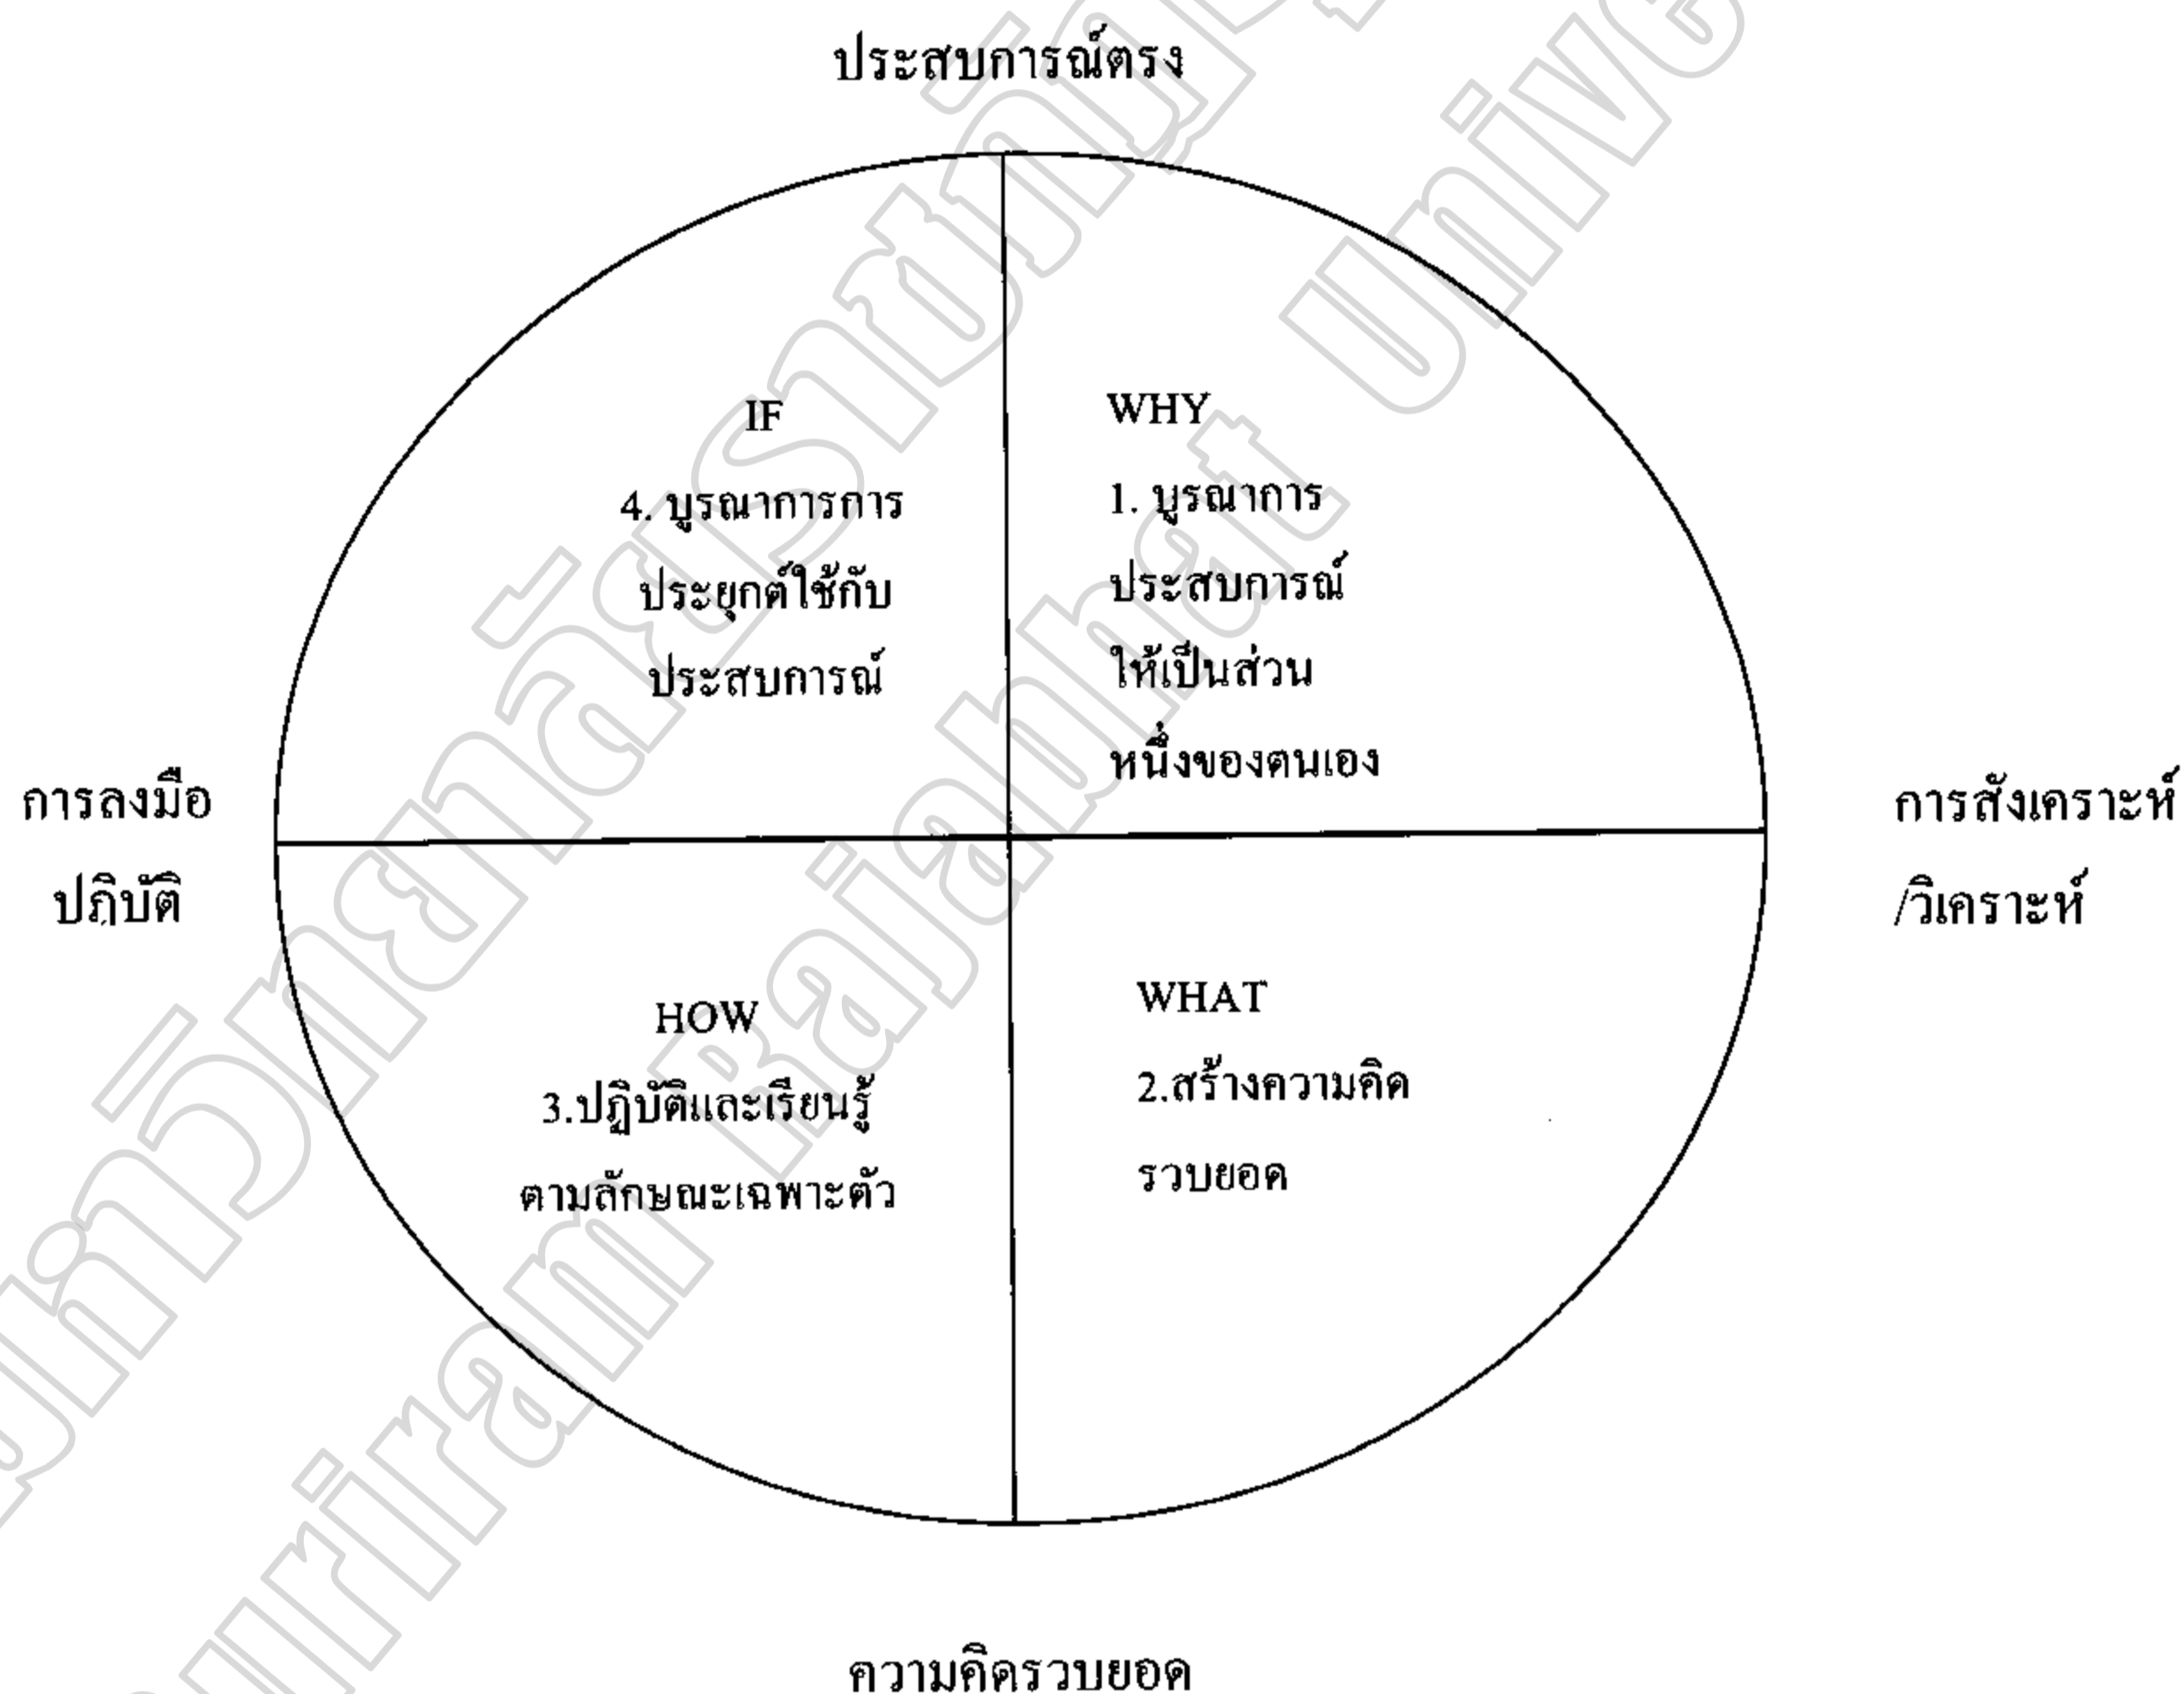 ประสบการณ์ตรง
IF
4. บูรณาการการ
ประยุกต์ใช้กับ
ประสบการณ์
WHY
1. บูรณาการ
ประสบการณ์
ให้เป็นส่วน
หนึ่งของตนเอง
การลงมือ
ปฏิบัติ
การสังเคราะห์
/วิเคราะห์
HOW
3.ปฏิบัติและเรียนรู้
ตามลักษณะเฉพาะตัว
WHAT
2.สร้างความคิด
รวบยอด
ความคิดรวบยอด
Buriram Rajabhat Unive